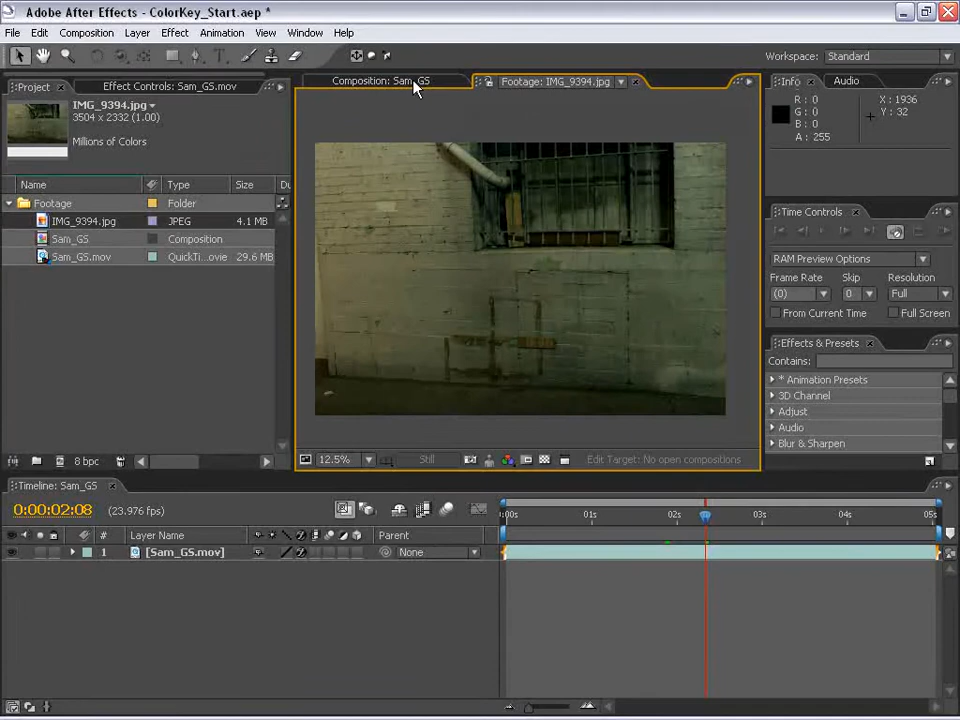 Adobe After Effects - ColorKey_Start.aep *
File Edit Composition Layer Effect Animation View Window Help
Workspace: Standard
Project Effect Controls: Sam_GS.mov
Composition: Sam_GS Footage: IMG_9394.jpg
Info Audio
IMG_9394.jpg
3504 x 2332 (1.00)
Millions of Colors
R: 0 X: 1936
G: 0 Y: 32
B: 0
A: 255
Name Type Size Du
Footage Folder
IMG_9394.jpg JPEG 4.1 MB
Sam_GS Composition
Sam_GS.mov QuickTi...ovie 29.6 MB
8 bpc
Time Controls
RAM Preview Options
Frame Rate Skip Resolution
(0) 0 Full
From Current Time Full Screen
Effects & Presets
Contains:
* Animation Presets
3D Channel
Adjust
Audio
Blur & Sharpen
12.5% Still Edit Target: No open compositions
Timeline: Sam_GS
0:00:02:08 (23.976 fps)
:00s 01s 02s 03s 04s 05s
# Layer Name Parent
1 [Sam_GS.mov] None